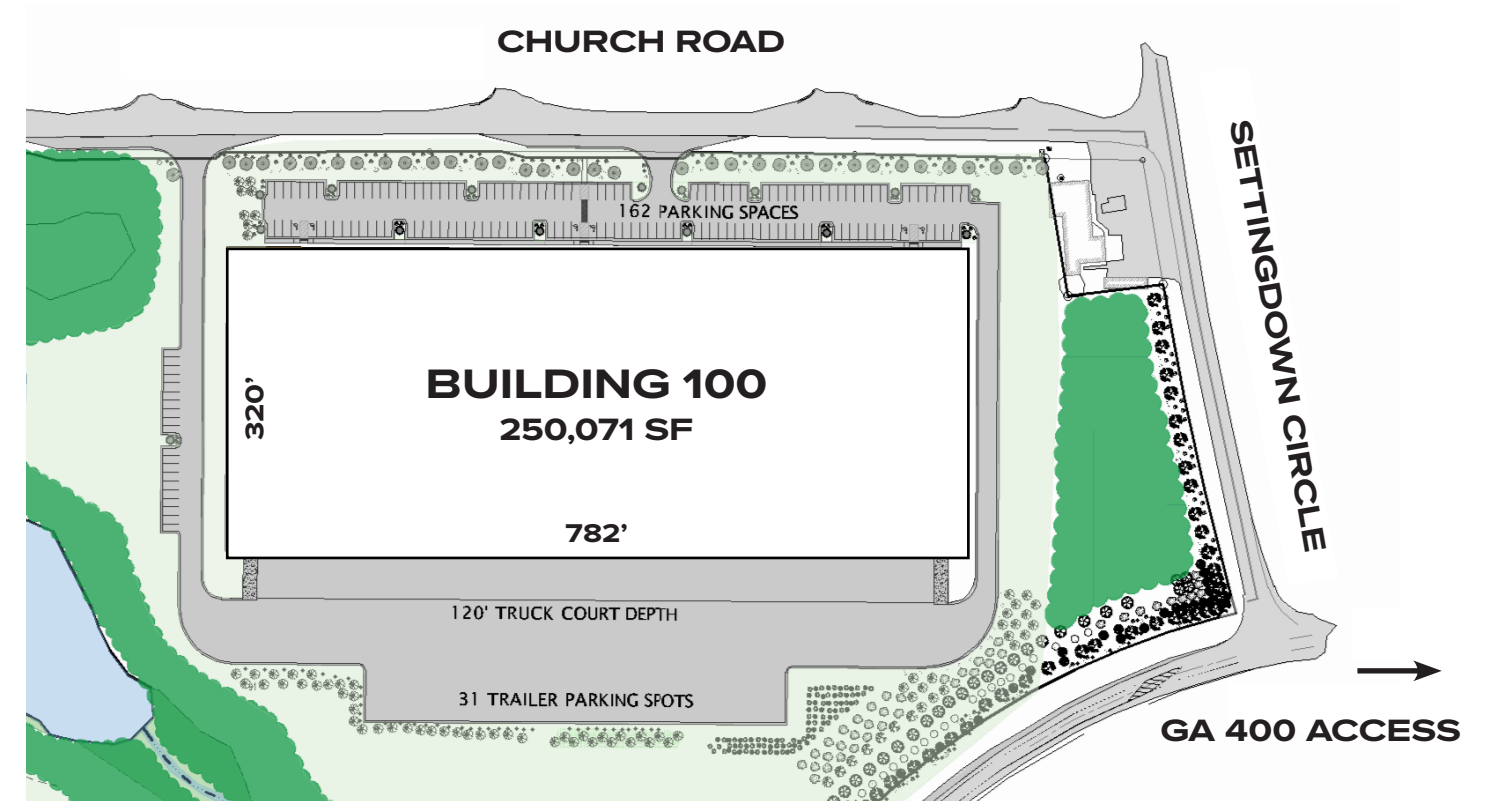 CHURCH ROAD
SETTINGDOWN CIRCLE
162 PARKING SPACES
BUILDING 100
250,071 SF
320’
782’
120' TRUCK COURT DEPTH
31 TRAILER PARKING SPOTS
GA 400 ACCESS